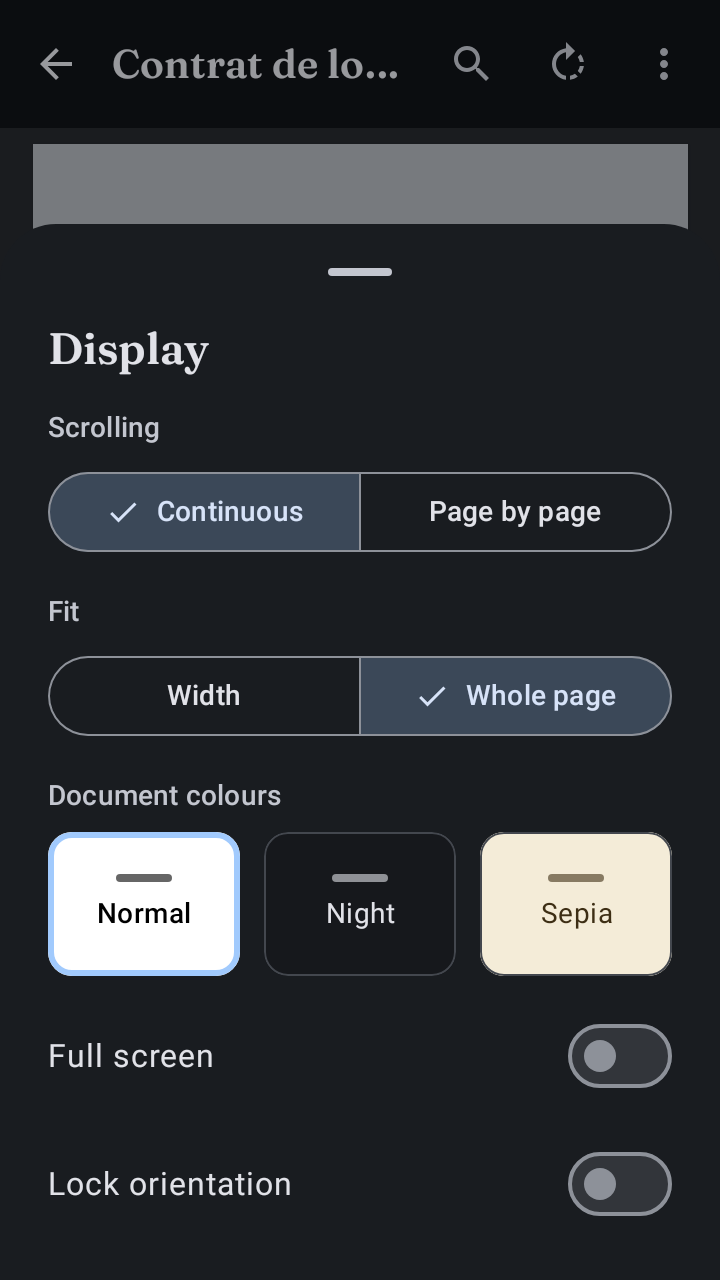 Contrat de lo...
Display
Scrolling
Continuous
Page by page
Fit
Width
Whole page
Document colours
Normal
Night
Sepia
Full screen
Lock orientation